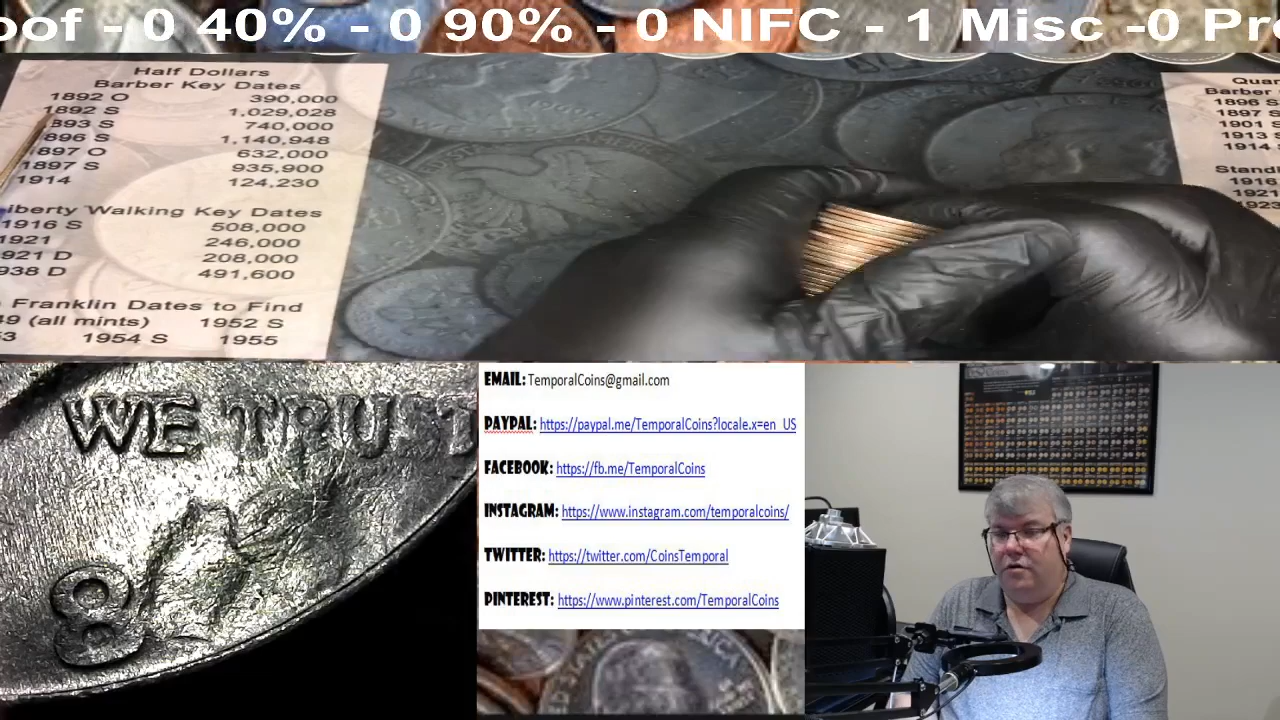 oof - 0 40% - 0 90% - 0 NIFC - 1 Misc -0 Pro
Half Dollars
Barber Key Dates
1892 O 390,000
1892 S 1,029,028
893 S 740,000
896 S 1,140,948
1897 O 632,000
1897 S 935,900
1914 124,230
iberty Walking Key Dates
1916 S 508,000
1921 246,000
921 D 208,000
938 D 491,600
Franklin Dates to Find
49 (all mints) 1952 S
3 1954 S 1955
Quar
Barber
1896 S
1897 S
1901 S
1913 S
1914
Standi
1916
1921
1923
WE TRUST
8
EMAIL: TemporalCoins@gmail.com
PAYPAL: https://paypal.me/TemporalCoins?locale.x=en_US
FACEBOOK: https://fb.me/TemporalCoins
INSTAGRAM: https://www.instagram.com/temporalcoins/
TWITTER: https://twitter.com/CoinsTemporal
PINTEREST: https://www.pinterest.com/TemporalCoins